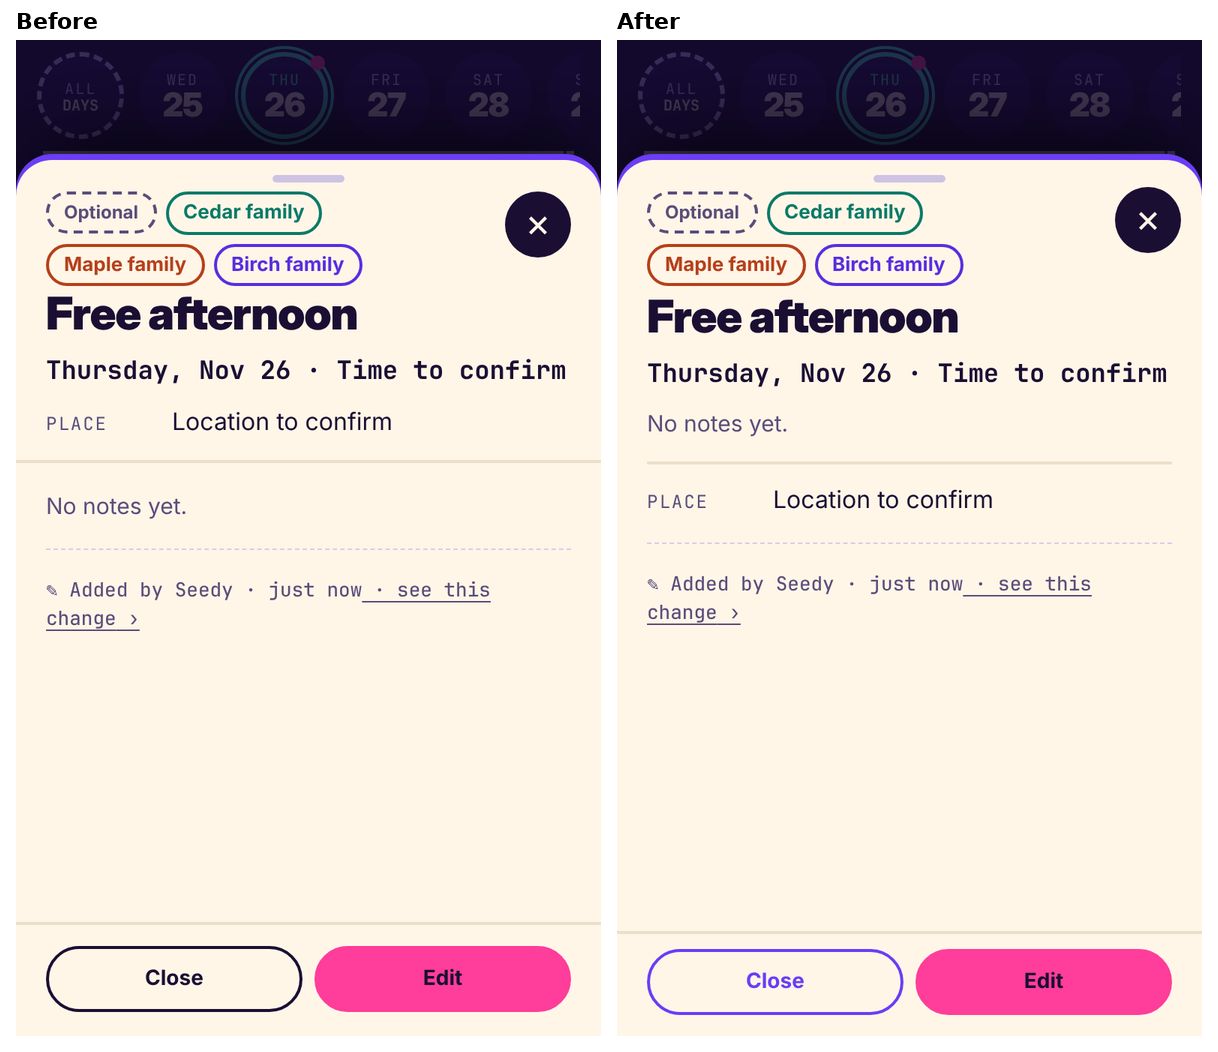 Before
ALL
DAYS
WED
25
THU
26
FRI
27
SAT
28
Optional
Cedar family
×
Maple family
Birch family
Free afternoon
Thursday, Nov 26 · Time to confirm
PLACE
Location to confirm
No notes yet.
✎ Added by Seedy · just now · see this
change ›
Close
Edit
After
ALL
DAYS
WED
25
THU
26
FRI
27
SAT
28
Optional
Cedar family
×
Maple family
Birch family
Free afternoon
Thursday, Nov 26 · Time to confirm
No notes yet.
PLACE
Location to confirm
✎ Added by Seedy · just now · see this
change ›
Close
Edit